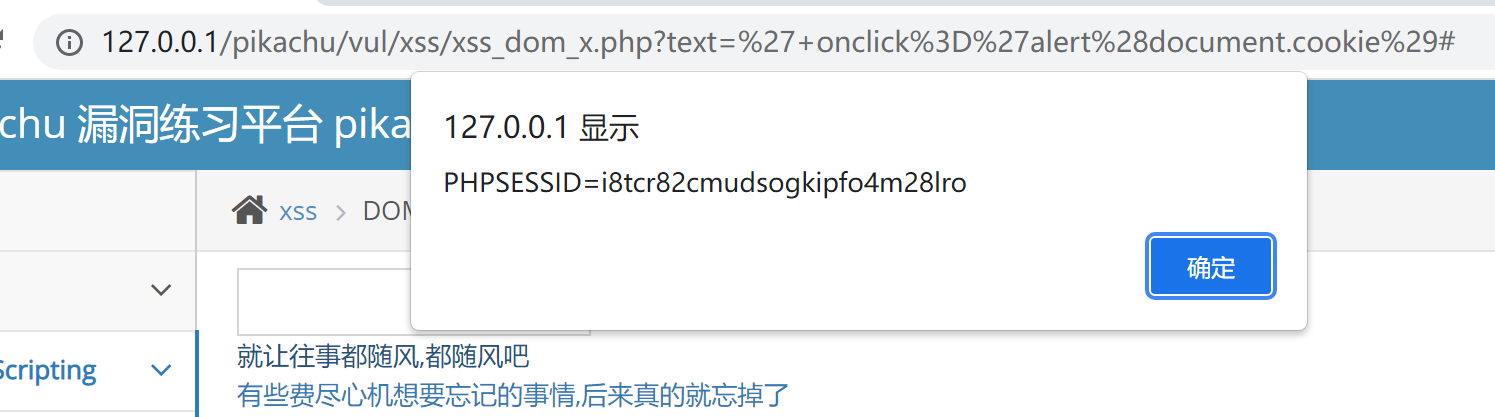 127.0.0.1/pikachu/vul/xss/xss_dom_x.php?text=%27+onclick%3D%27alert%28document.cookie%29#
chu 漏洞练习平台 pika
127.0.0.1 显示
PHPSESSID=i8tcr82cmudsogkipfo4m28lro
xss > DOM
确定
就让往事都随风,都随风吧
Scripting
有些费尽心机想要忘记的事情,后来真的就忘掉了